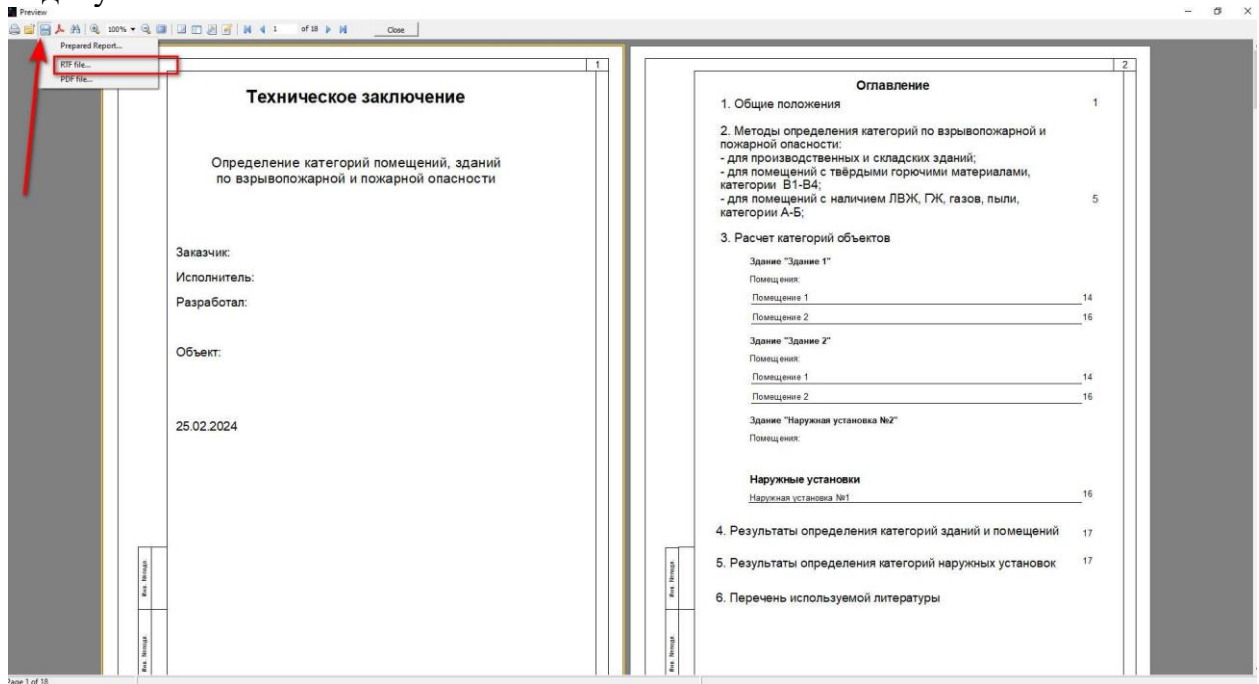 Preview
100%
1 of 18
Close
Prepared Report...
RTF file...
PDF file...
1
Техническое заключение
Определение категорий помещений, зданий
по взрывопожарной и пожарной опасности
Заказчик:
Исполнитель:
Разработал:
Объект:
25.02.2024
2
Оглавление
1. Общие положения 1
2. Методы определения категорий по взрывопожарной и
пожарной опасности:
- для производственных и складских зданий;
- для помещений с твёрдыми горючими материалами,
категории В1-В4;
- для помещений с наличием ЛВЖ, ГЖ, газов, пыли, 5
категории А-Б;
3. Расчет категорий объектов
Здание "Здание 1"
Помещения:
Помещение 1 14
Помещение 2 16
Здание "Здание 2"
Помещения:
Помещение 1 14
Помещение 2 16
Здание "Наружная установка №2"
Помещения:
Наружные установки
Наружная установка №1 16
4. Результаты определения категорий зданий и помещений 17
5. Результаты определения категорий наружных установок 17
6. Перечень используемой литературы
Page 1 of 18